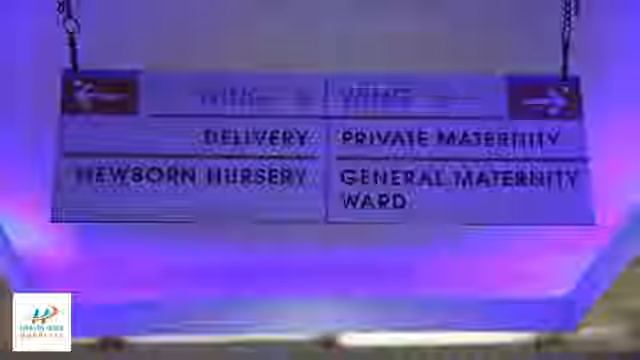 DELIVERY
NEWBORN NURSERY
PRIVATE MATERNITY
GENERAL MATERNITY
WARD